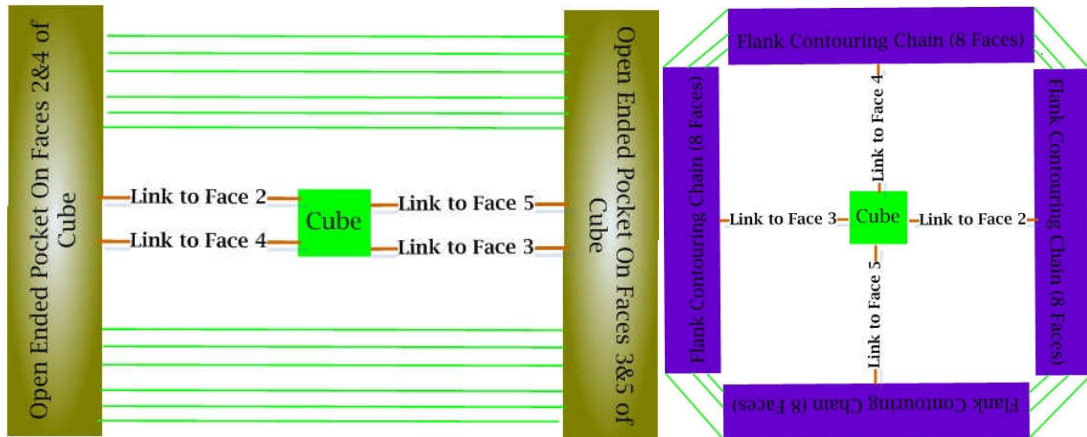 Open Ended Pocket On Faces 2&4 of
Cube
Link to Face 2
Link to Face 4
Cube
Link to Face 5
Link to Face 3
Open Ended Pocket On Faces 3&5 of
Cube
Flank Contouring Chain (8 Faces)
Flank Contouring Chain (8 Faces)
Link to Face 4
Link to Face 3
Cube
Link to Face 2
Link to Face 5
Flank Contouring Chain (8 Faces)
Flank Contouring Chain (8 Faces)